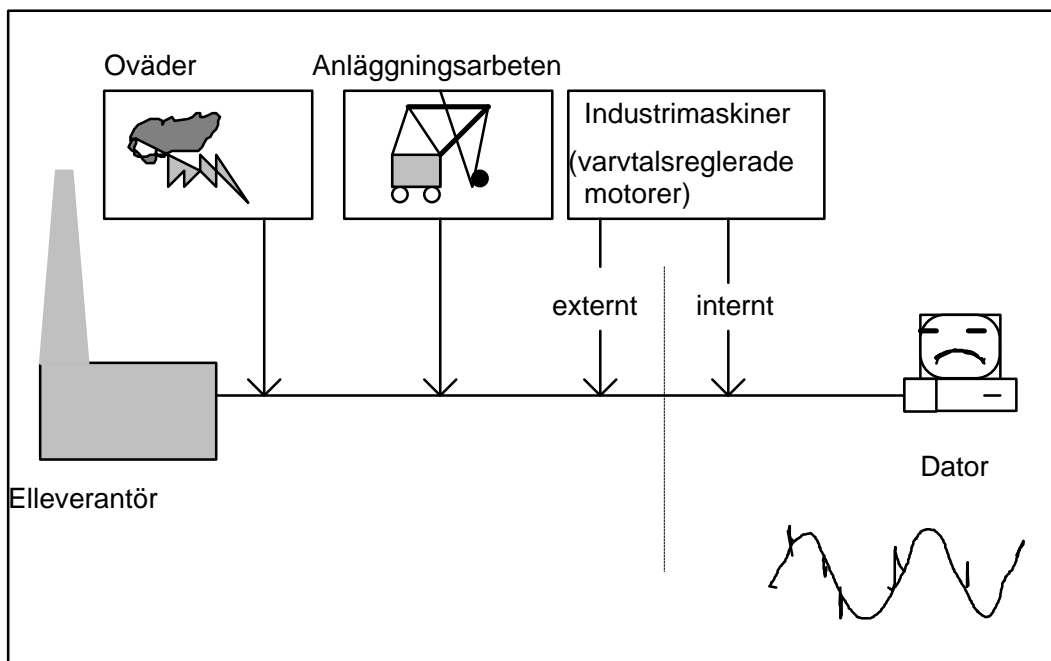 Oväder
Anläggningsarbeten
Industrimaskiner
(varvtalsreglerade
motorer)
externt
internt
Dator
Elleverantör